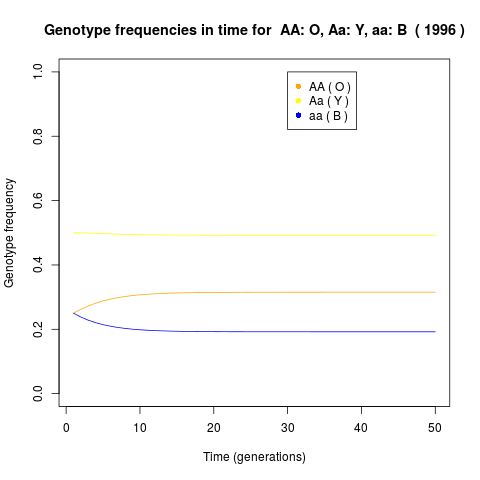 Genotype frequencies in time for  AA: O, Aa: Y, aa: B  ( 1996 )
AA ( O )
Aa ( Y )
aa ( B )
Genotype frequency
1.0
0.8
0.6
0.4
0.2
0.0
0 10 20 30 40 50
Time (generations)